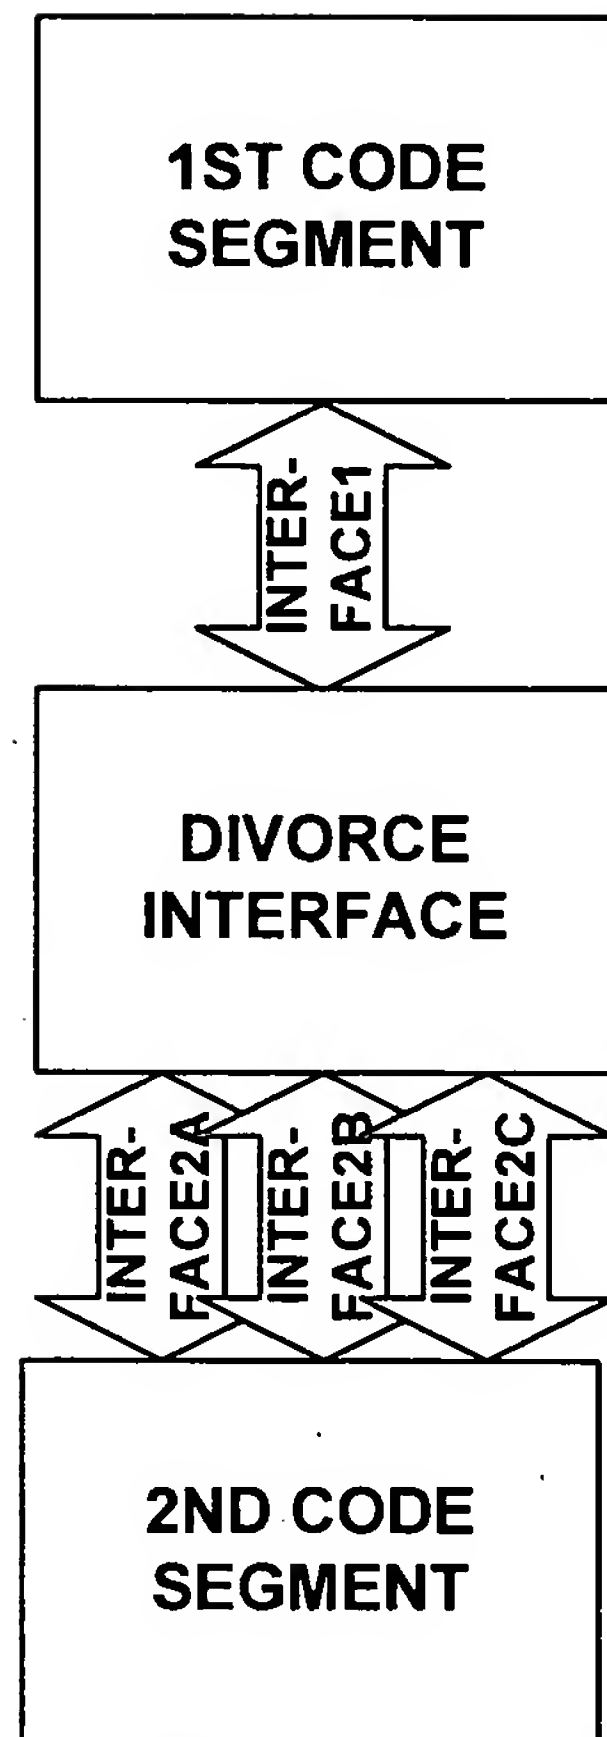 1ST CODE
SEGMENT
INTER-
FACE1
DIVORCE
INTERFACE
INTER-
FACE2A
INTER-
FACE2B
INTER-
FACE2C
2ND CODE
SEGMENT